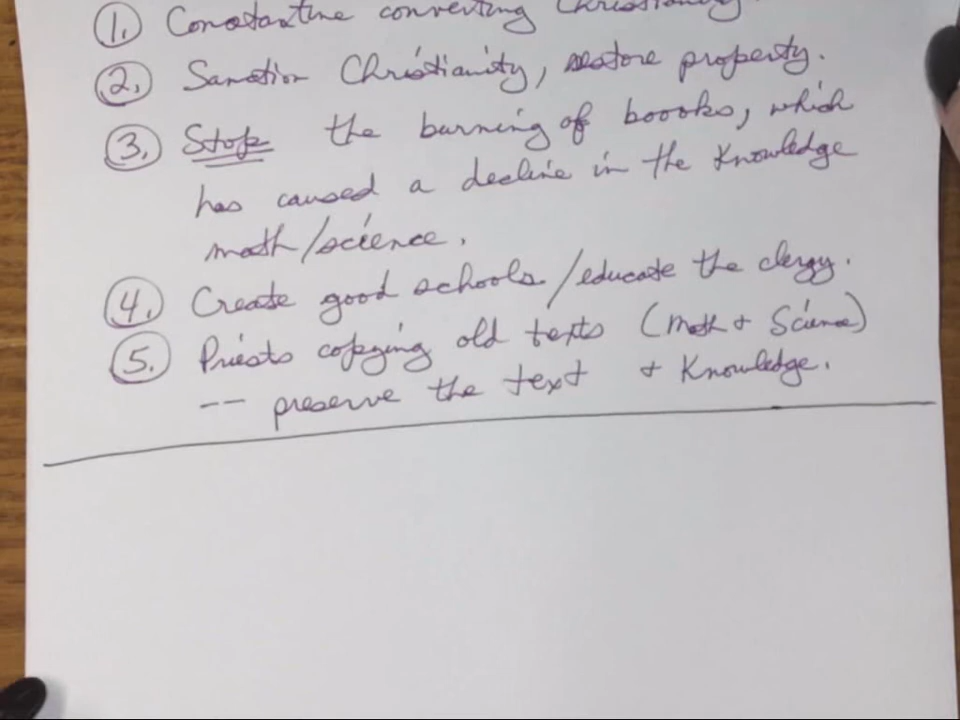 1. Constantine converting Christianity.
2. Sanction Christianity, restore property.
3. Stop the burning of boooks, which
has caused a decline in the knowledge
math/science.
4. Create good schools/educate the clergy.
5. Priests copying old texts (Math + Science)
-- preserve the text + Knowledge.